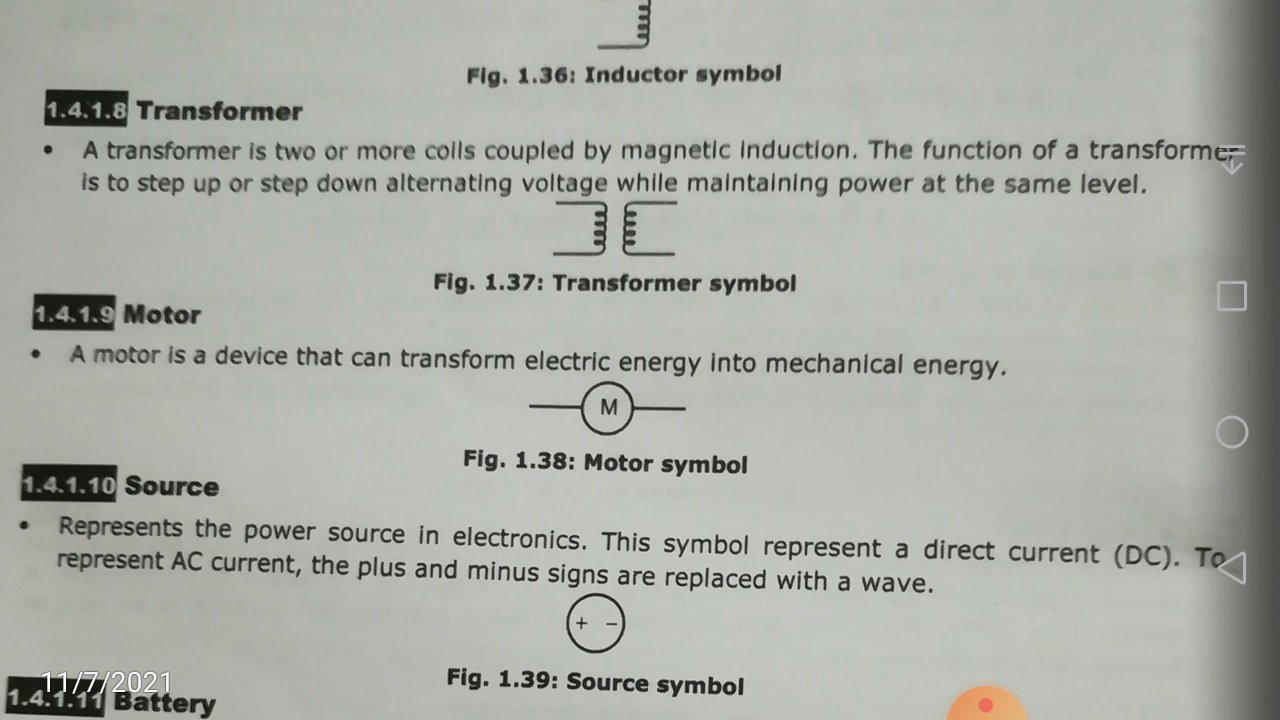 Fig. 1.36: Inductor symbol
1.4.1.8 Transformer
• A transformer is two or more coils coupled by magnetic induction. The function of a transformer
is to step up or step down alternating voltage while maintaining power at the same level.
Fig. 1.37: Transformer symbol
1.4.1.9 Motor
• A motor is a device that can transform electric energy into mechanical energy.
M
Fig. 1.38: Motor symbol
1.4.1.10 Source
• Represents the power source in electronics. This symbol represent a direct current (DC). To
represent AC current, the plus and minus signs are replaced with a wave.
+ −
Fig. 1.39: Source symbol
11/7/2021
1.4.1.11 Battery